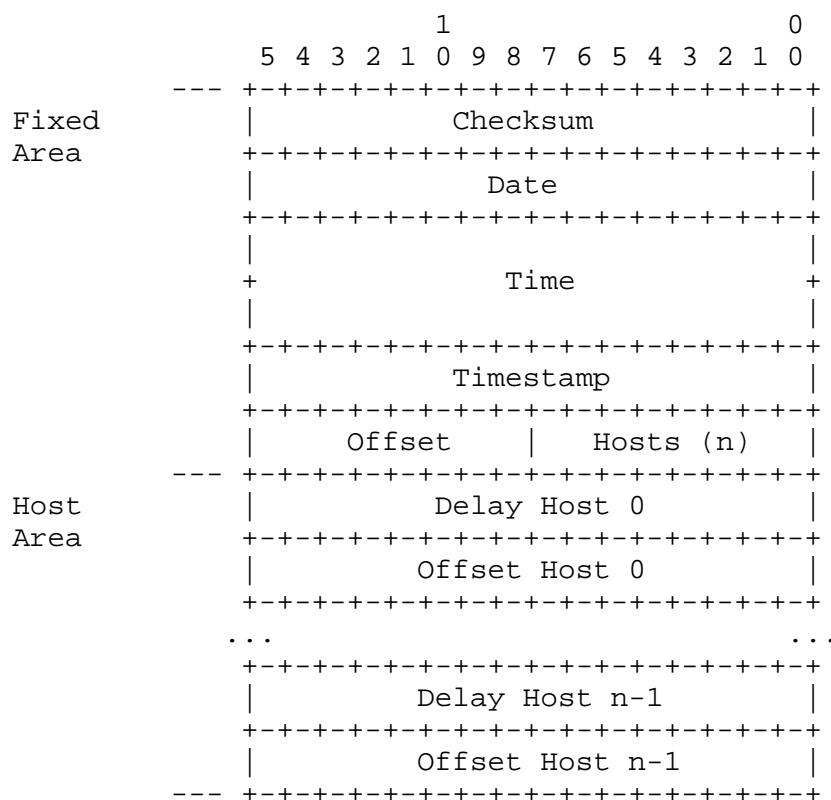 1                   0
               5 4 3 2 1 0 9 8 7 6 5 4 3 2 1 0
          --- +-+-+-+-+-+-+-+-+-+-+-+-+-+-+-+-+
Fixed         |           Checksum            |
Area          +-+-+-+-+-+-+-+-+-+-+-+-+-+-+-+-+
              |             Date              |
              +-+-+-+-+-+-+-+-+-+-+-+-+-+-+-+-+
              |                               |
              +              Time             +
              |                               |
              +-+-+-+-+-+-+-+-+-+-+-+-+-+-+-+-+
              |           Timestamp           |
              +-+-+-+-+-+-+-+-+-+-+-+-+-+-+-+-+
              |     Offset    |   Hosts (n)   |
          --- +-+-+-+-+-+-+-+-+-+-+-+-+-+-+-+-+
Host          |          Delay Host 0         |
Area          +-+-+-+-+-+-+-+-+-+-+-+-+-+-+-+-+
              |         Offset Host 0         |
              +-+-+-+-+-+-+-+-+-+-+-+-+-+-+-+-+
             ...                             ...
              +-+-+-+-+-+-+-+-+-+-+-+-+-+-+-+-+
              |         Delay Host n-1        |
              +-+-+-+-+-+-+-+-+-+-+-+-+-+-+-+-+
              |         Offset Host n-1       |
          --- +-+-+-+-+-+-+-+-+-+-+-+-+-+-+-+-+